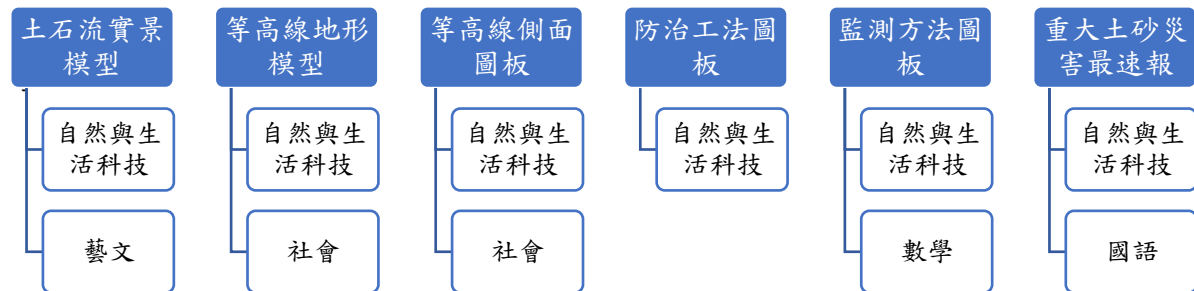 土石流實景
模型
等高線地形
模型
等高線側面
圖板
防治工法圖
板
監測方法圖
板
重大土砂災
害最速報
自然與生
活科技
自然與生
活科技
自然與生
活科技
自然與生
活科技
自然與生
活科技
自然與生
活科技
藝文
社會
社會
數學
國語